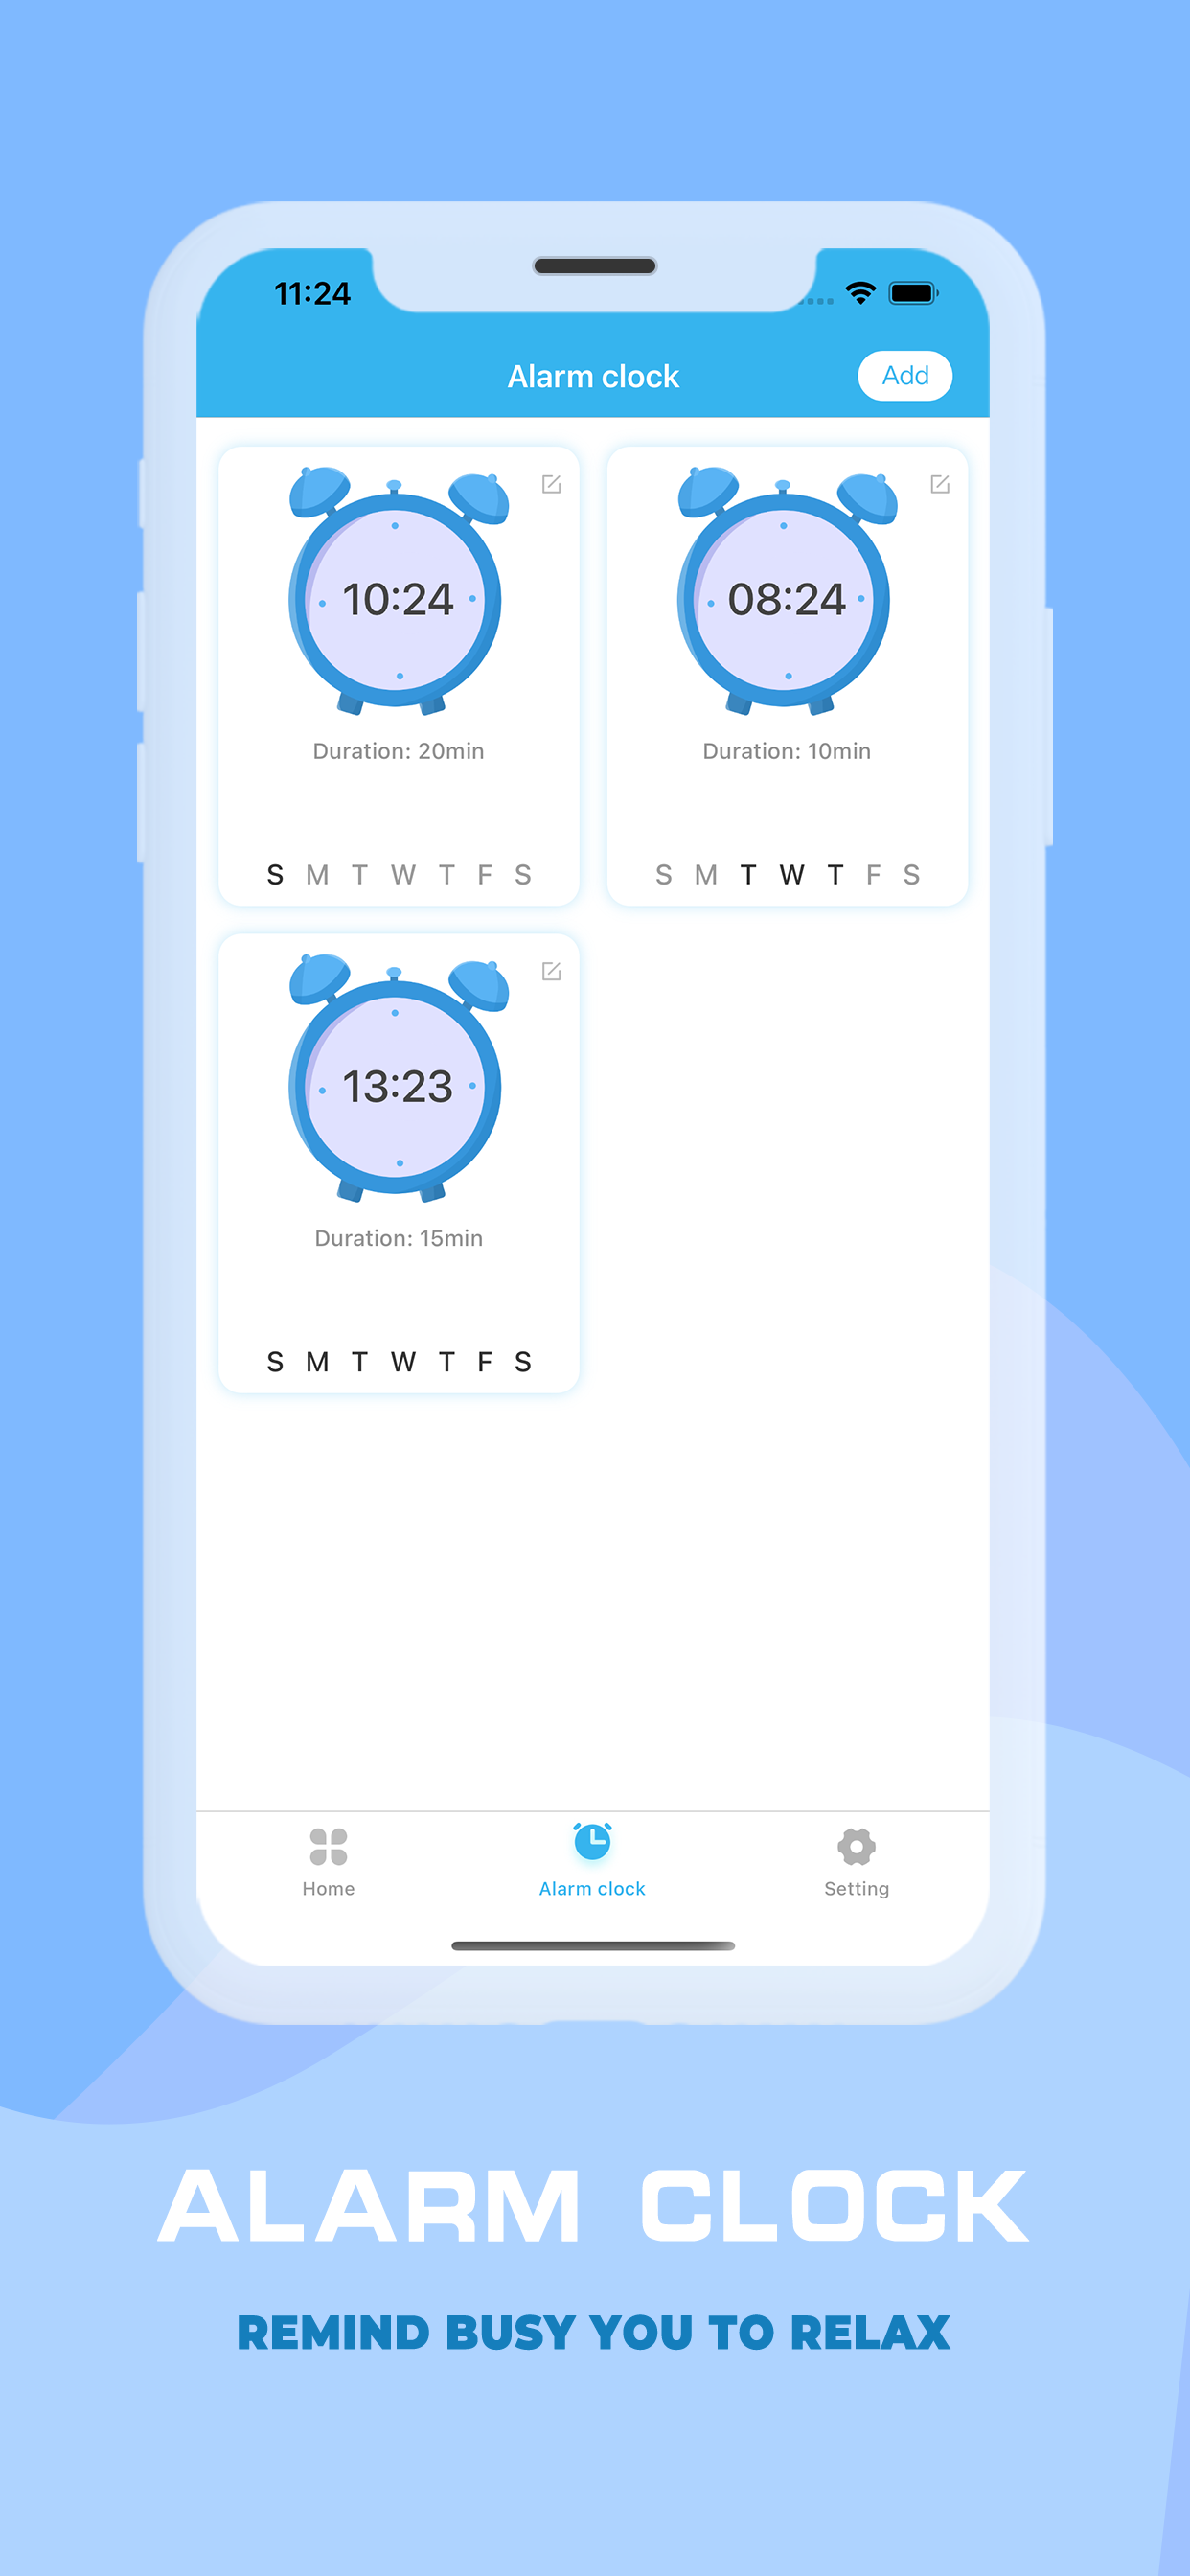 11:24
Alarm clock
Add
10:24
Duration: 20min
S M T W T F S
08:24
Duration: 10min
S M T W T F S
13:23
Duration: 15min
S M T W T F S
Home
Alarm clock
Setting
ALARM CLOCK
REMIND BUSY YOU TO RELAX